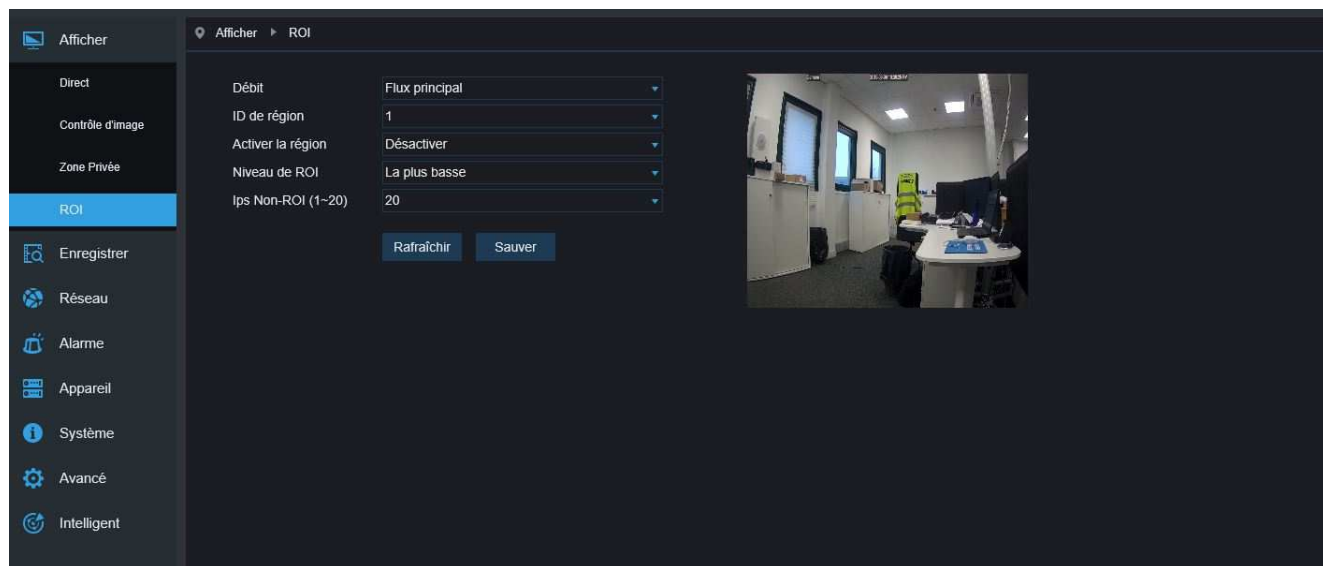 Afficher
Afficher ROI
Direct
Contrôle d'image
Zone Privée
ROI
Enregistrer
Réseau
Alarme
Appareil
Système
Avancé
Intelligent
Débit Flux principal
ID de région 1
Activer la région Désactiver
Niveau de ROI La plus basse
Ips Non-ROI (1~20) 20
Rafraîchir Sauver